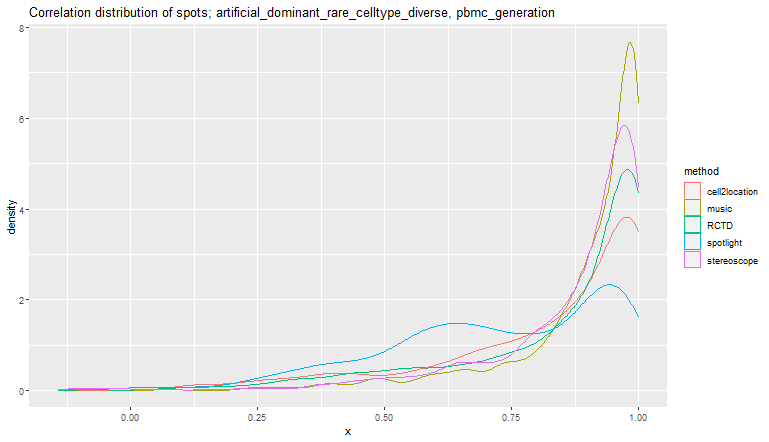 Correlation distribution of spots; artificial_dominant_rare_celltype_diverse, pbmc_generation
8
6
4
2
0
density
0.00
0.25
0.50
0.75
1.00
x
method
cell2location
music
RCTD
spotlight
stereoscope